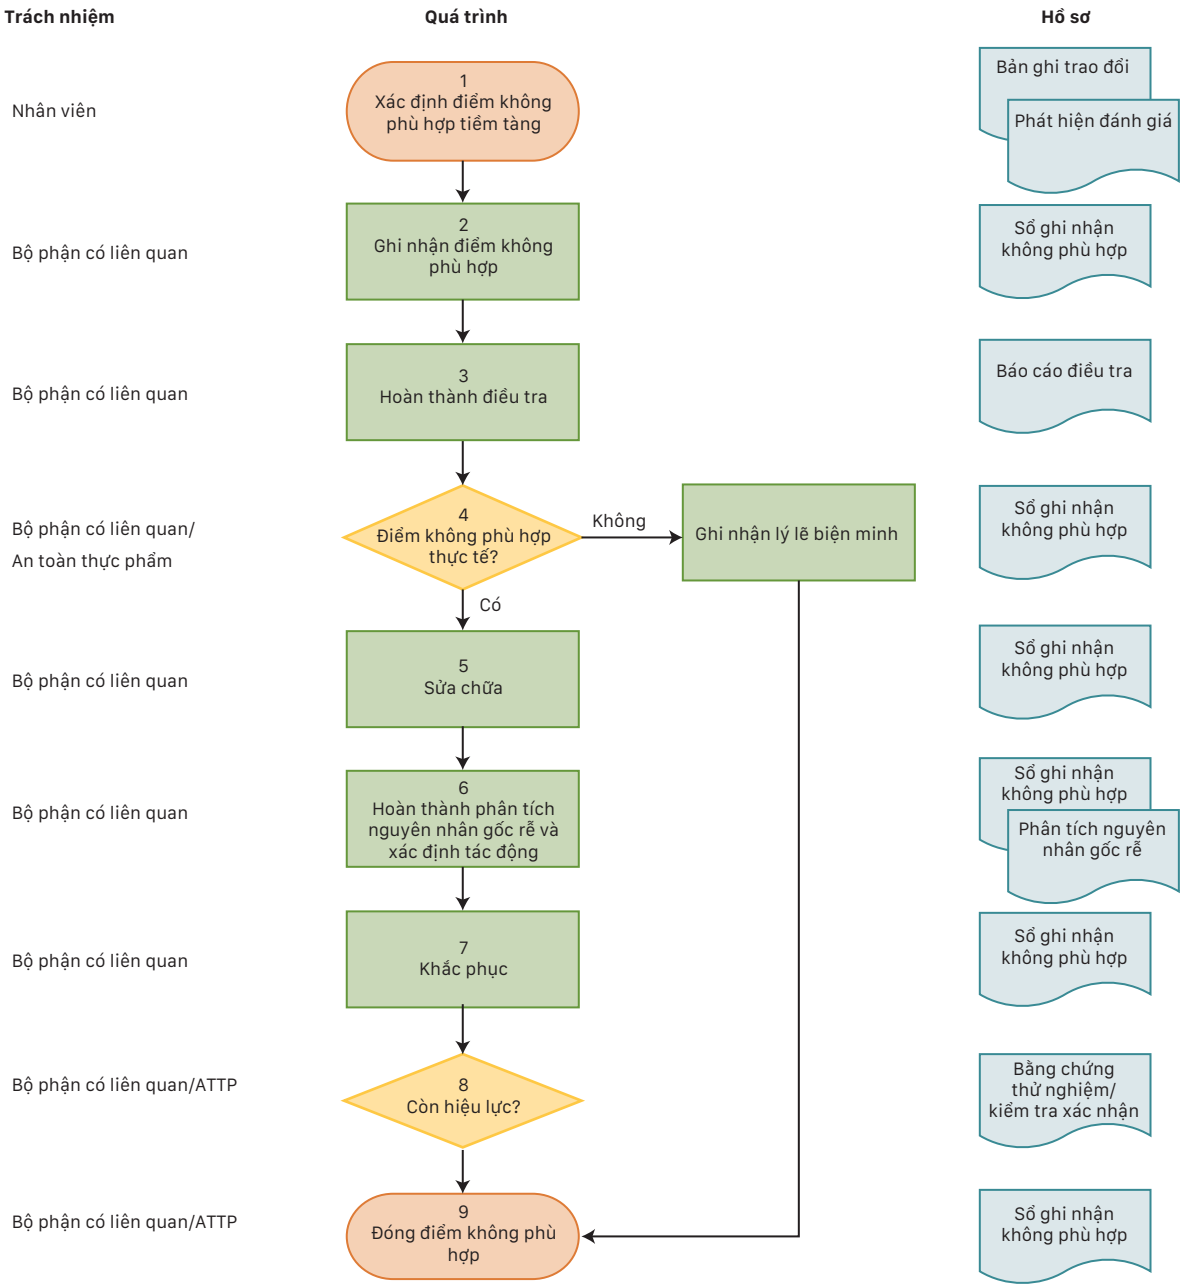 Trách nhiệm
Quá trình
Hồ sơ
Nhân viên
1
Xác định điểm không
phù hợp tiềm tàng
Bản ghi trao đổi
Phát hiện đánh giá
Bộ phận có liên quan
2
Ghi nhận điểm không
phù hợp
Sổ ghi nhận
không phù hợp
Bộ phận có liên quan
3
Hoàn thành điều tra
Báo cáo điều tra
Bộ phận có liên quan/
An toàn thực phẩm
4
Điểm không phù hợp
thực tế?
Không
Ghi nhận lý lẽ biện minh
Sổ ghi nhận
không phù hợp
Có
Bộ phận có liên quan
5
Sửa chữa
Sổ ghi nhận
không phù hợp
Bộ phận có liên quan
6
Hoàn thành phân tích
nguyên nhân gốc rễ và
xác định tác động
Sổ ghi nhận
không phù hợp
Phân tích nguyên
nhân gốc rễ
Bộ phận có liên quan
7
Khắc phục
Sổ ghi nhận
không phù hợp
Bộ phận có liên quan/ATTP
8
Còn hiệu lực?
Bằng chứng
thử nghiệm/
kiểm tra xác nhận
Bộ phận có liên quan/ATTP
9
Đóng điểm không phù
hợp
Sổ ghi nhận
không phù hợp